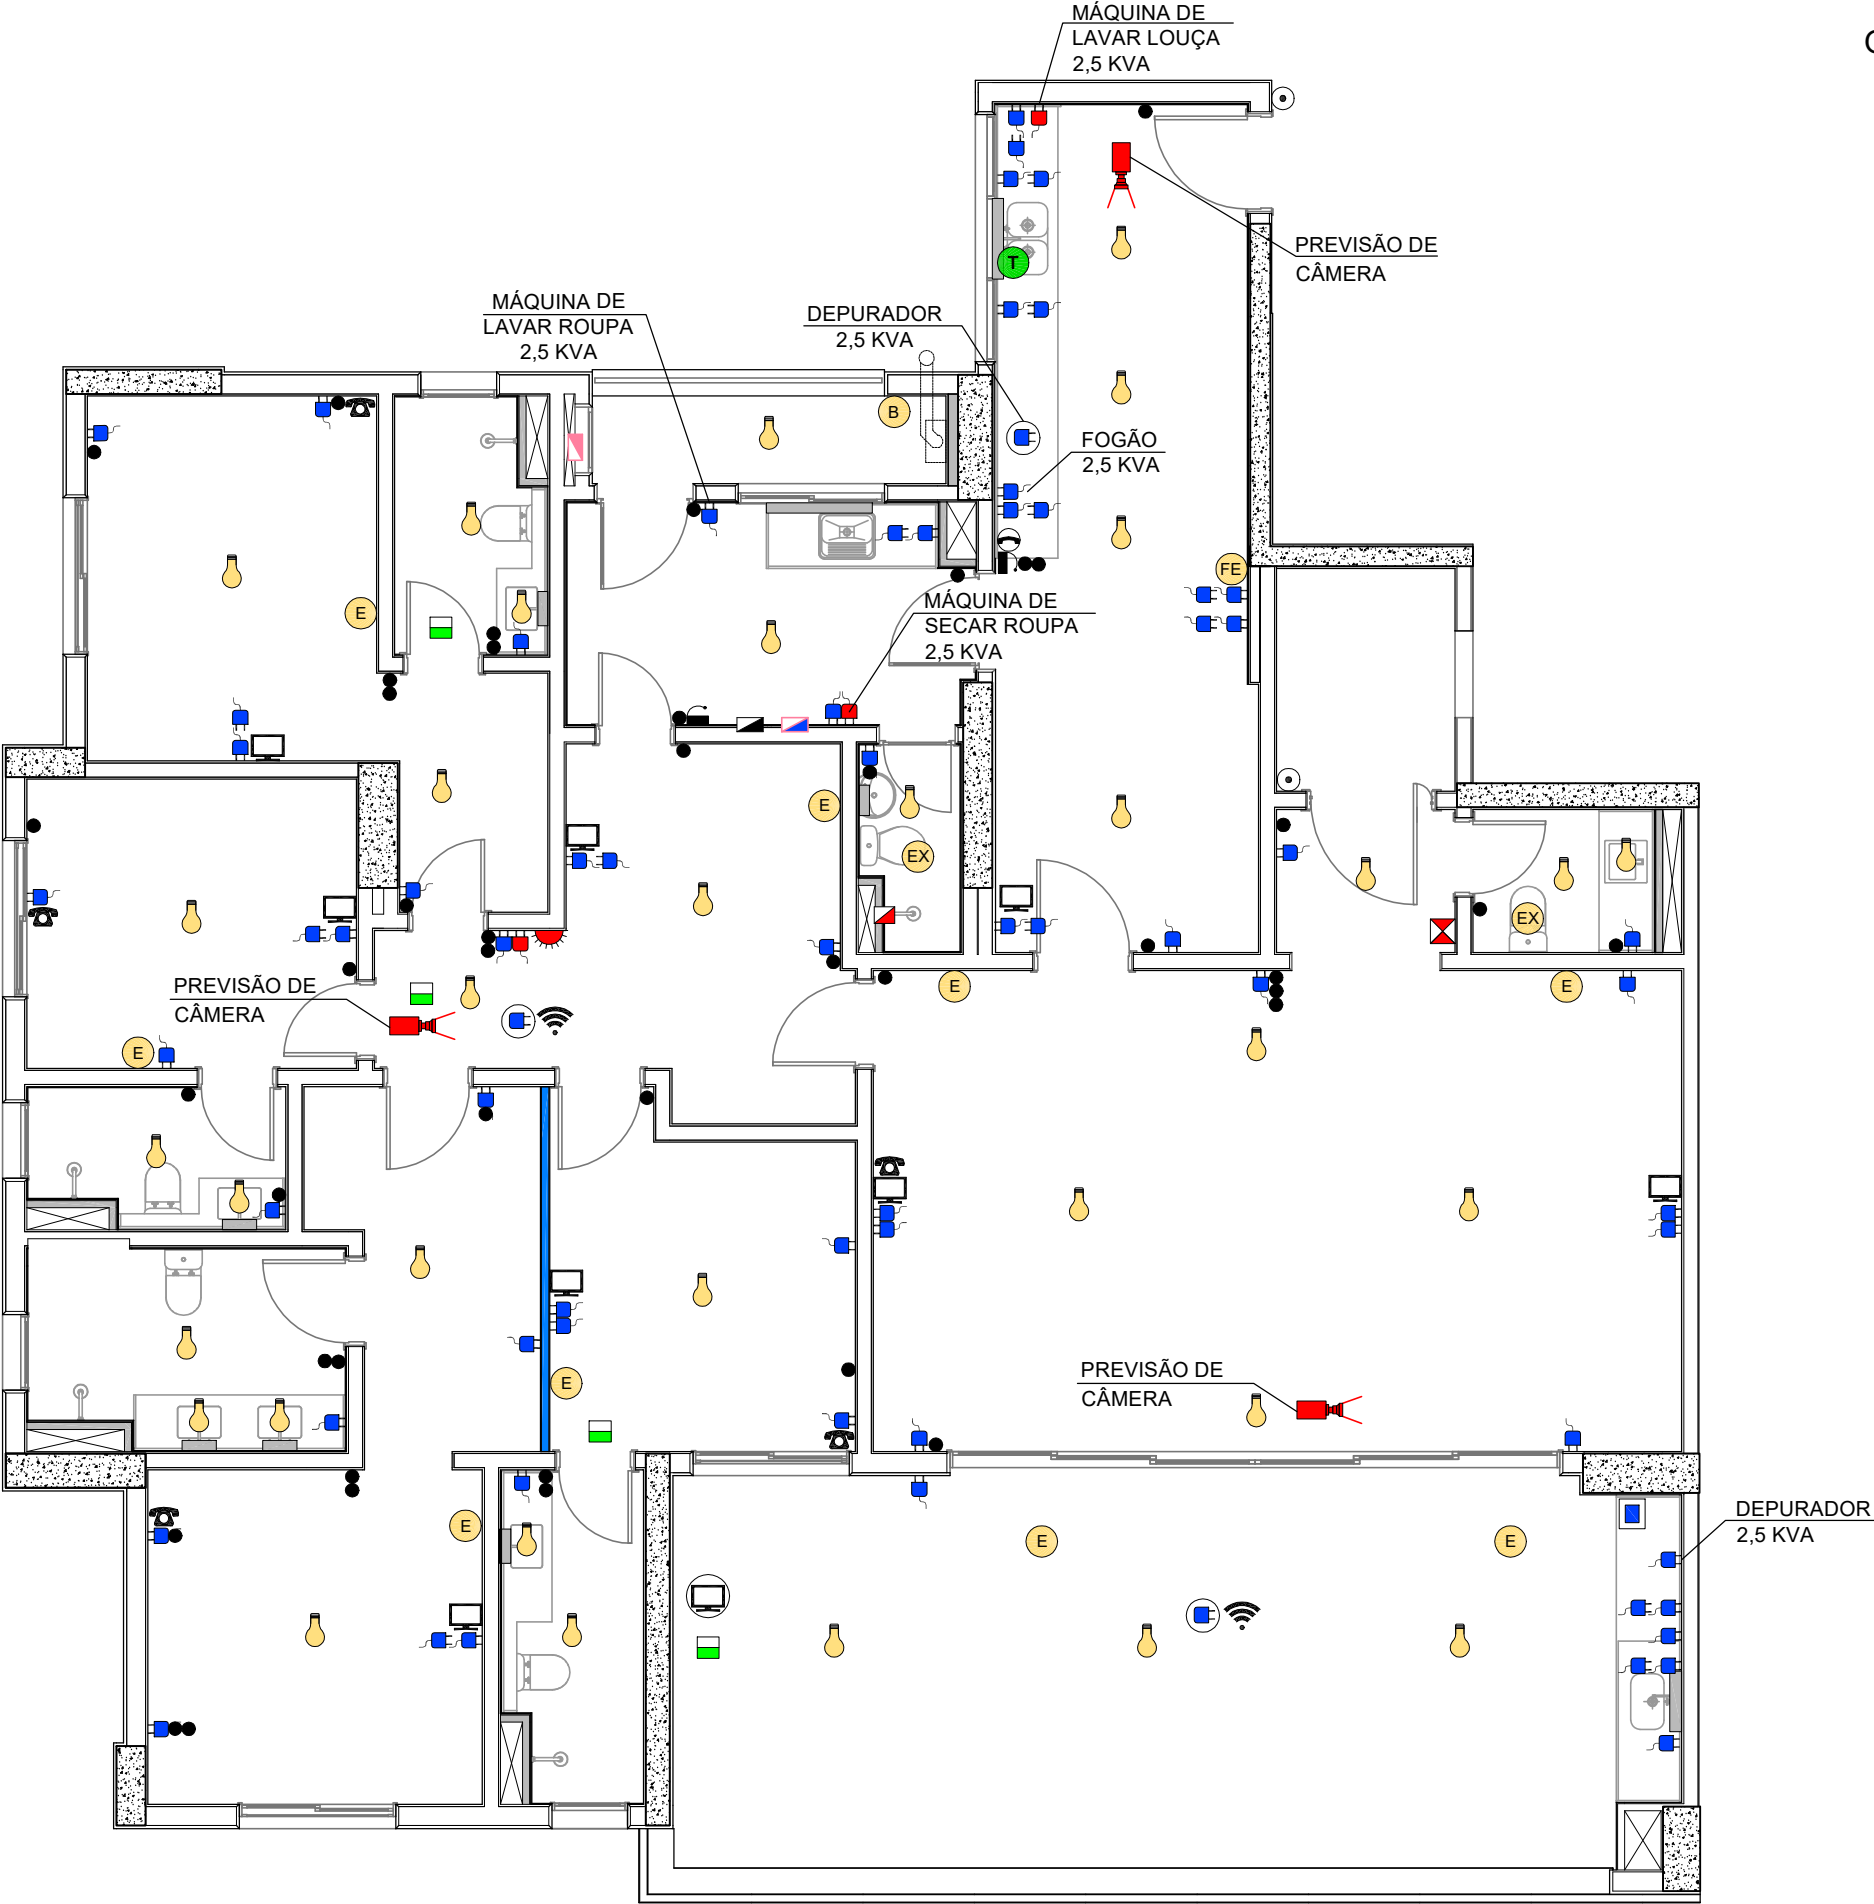 MÁQUINA DE
LAVAR LOUÇA
2,5 KVA
PREVISÃO DE
CÂMERA
T
MÁQUINA DE
LAVAR ROUPA
2,5 KVA
DEPURADOR
2,5 KVA
B
FOGÃO
2,5 KVA
FE
E
MÁQUINA DE
SECAR ROUPA
2,5 KVA
E
EX
EX
PREVISÃO DE
CÂMERA
E
E
E
PREVISÃO DE
CÂMERA
E
E
E
E
DEPURADOR
2,5 KVA